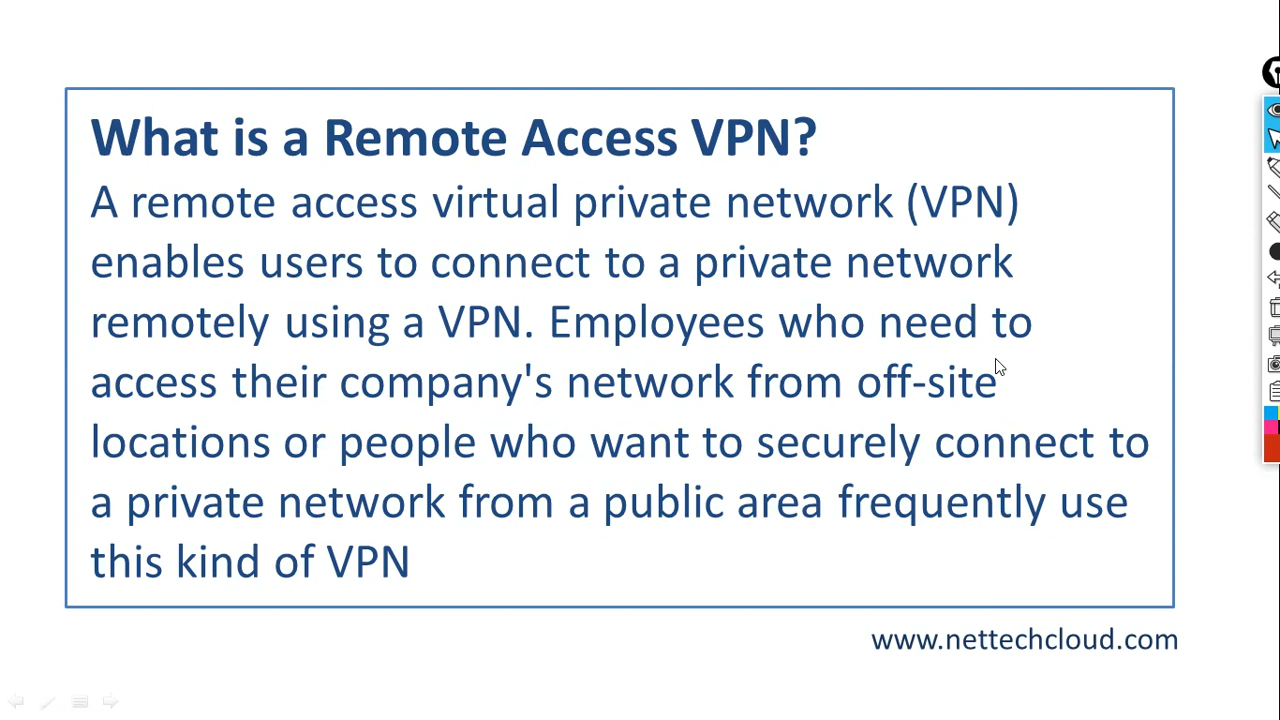 What is a Remote Access VPN?
A remote access virtual private network (VPN)
enables users to connect to a private network
remotely using a VPN. Employees who need to
access their company's network from off-site
locations or people who want to securely connect to
a private network from a public area frequently use
this kind of VPN
www.nettechcloud.com